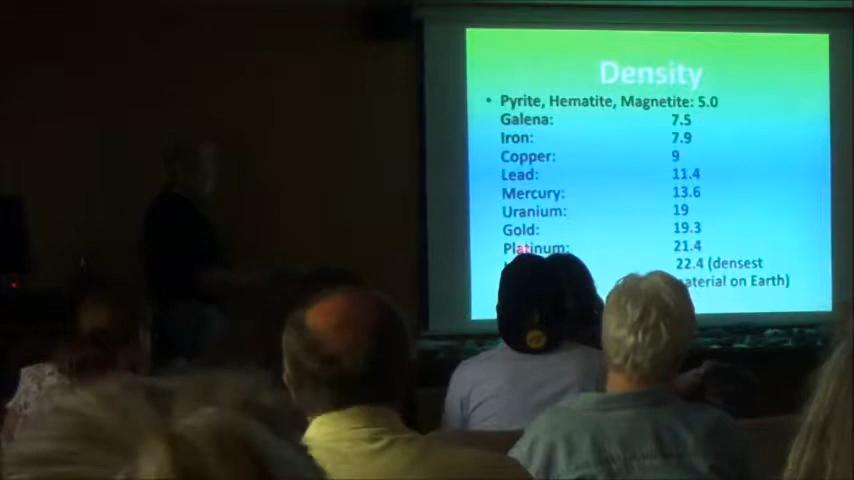 Density
• Pyrite, Hematite, Magnetite: 5.0
Galena: 7.5
Iron: 7.9
Copper: 9
Lead: 11.4
Mercury: 13.6
Uranium: 19
Gold: 19.3
Platinum: 21.4
22.4 (densest
material on Earth)